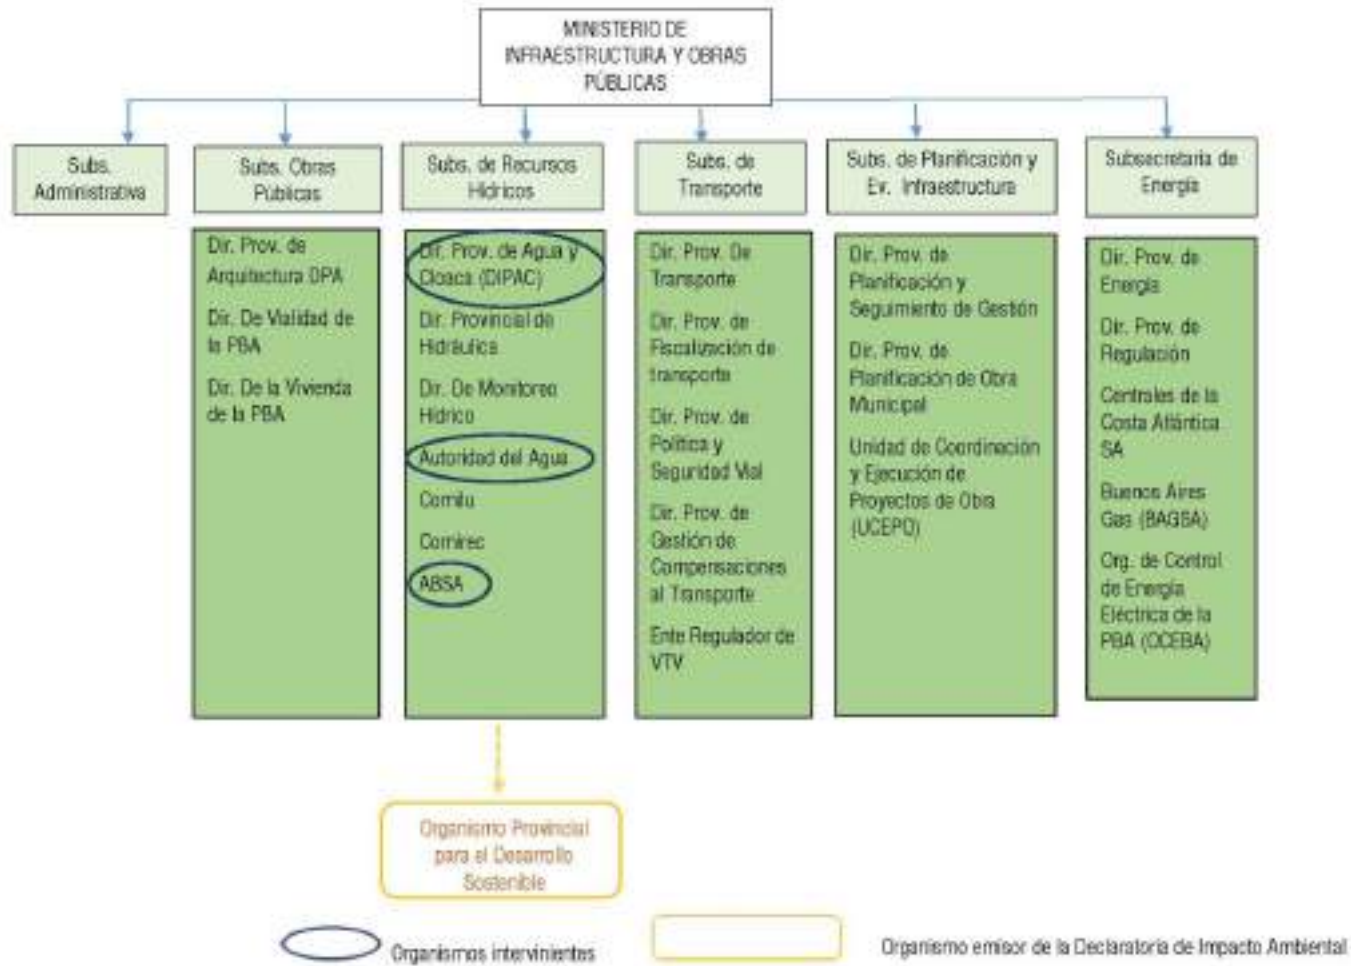 MINISTERIO DE
INFRAESTRUCTURA Y OBRAS
PÚBLICAS
Subs.
Administrativa
Subs. Obras
Públicas
Subs. de Recursos
Hídricos
Subs. de
Transporte
Subs. de Planificación y
Ev. Infraestructura
Subsecretaria de
Energía
Dir. Prov. de
Arquitectura DPA
Dir. De Vialidad de
la PBA
Dir. De la Vivienda
de la PBA
Dir. Prov. de Agua y
Cloaca (DIPAC)
Dir. Provincial de
Hidráulica
Dir. De Monitoreo
Hídrico
Autoridad del Agua
Comilu
Comirec
ABSA
Dir. Prov. De
Transporte
Dir. Prov. de
Fiscalización de
transporte
Dir. Prov. de
Política y
Seguridad Vial
Dir. Prov. de
Gestión de
Compensaciones
al Transporte
Ente Regulador de
VTV
Dir. Prov. de
Planificación y
Seguimiento de Gestión
Dir. Prov. de
Planificación de Obra
Municipal
Unidad de Coordinación
y Ejecución de
Proyectos de Obra
(UCEPO)
Dir. Prov. de
Energía
Dir. Prov. de
Regulación
Centrales de la
Costa Atlántica
SA
Buenos Aires
Gas (BAGSA)
Org. de Control
de Energía
Eléctrica de la
PBA (OCEBA)
Organismo Provincial
para el Desarrollo
Sostenible
Organismos intervinientes
Organismo emisor de la Declaratoria de Impacto Ambiental